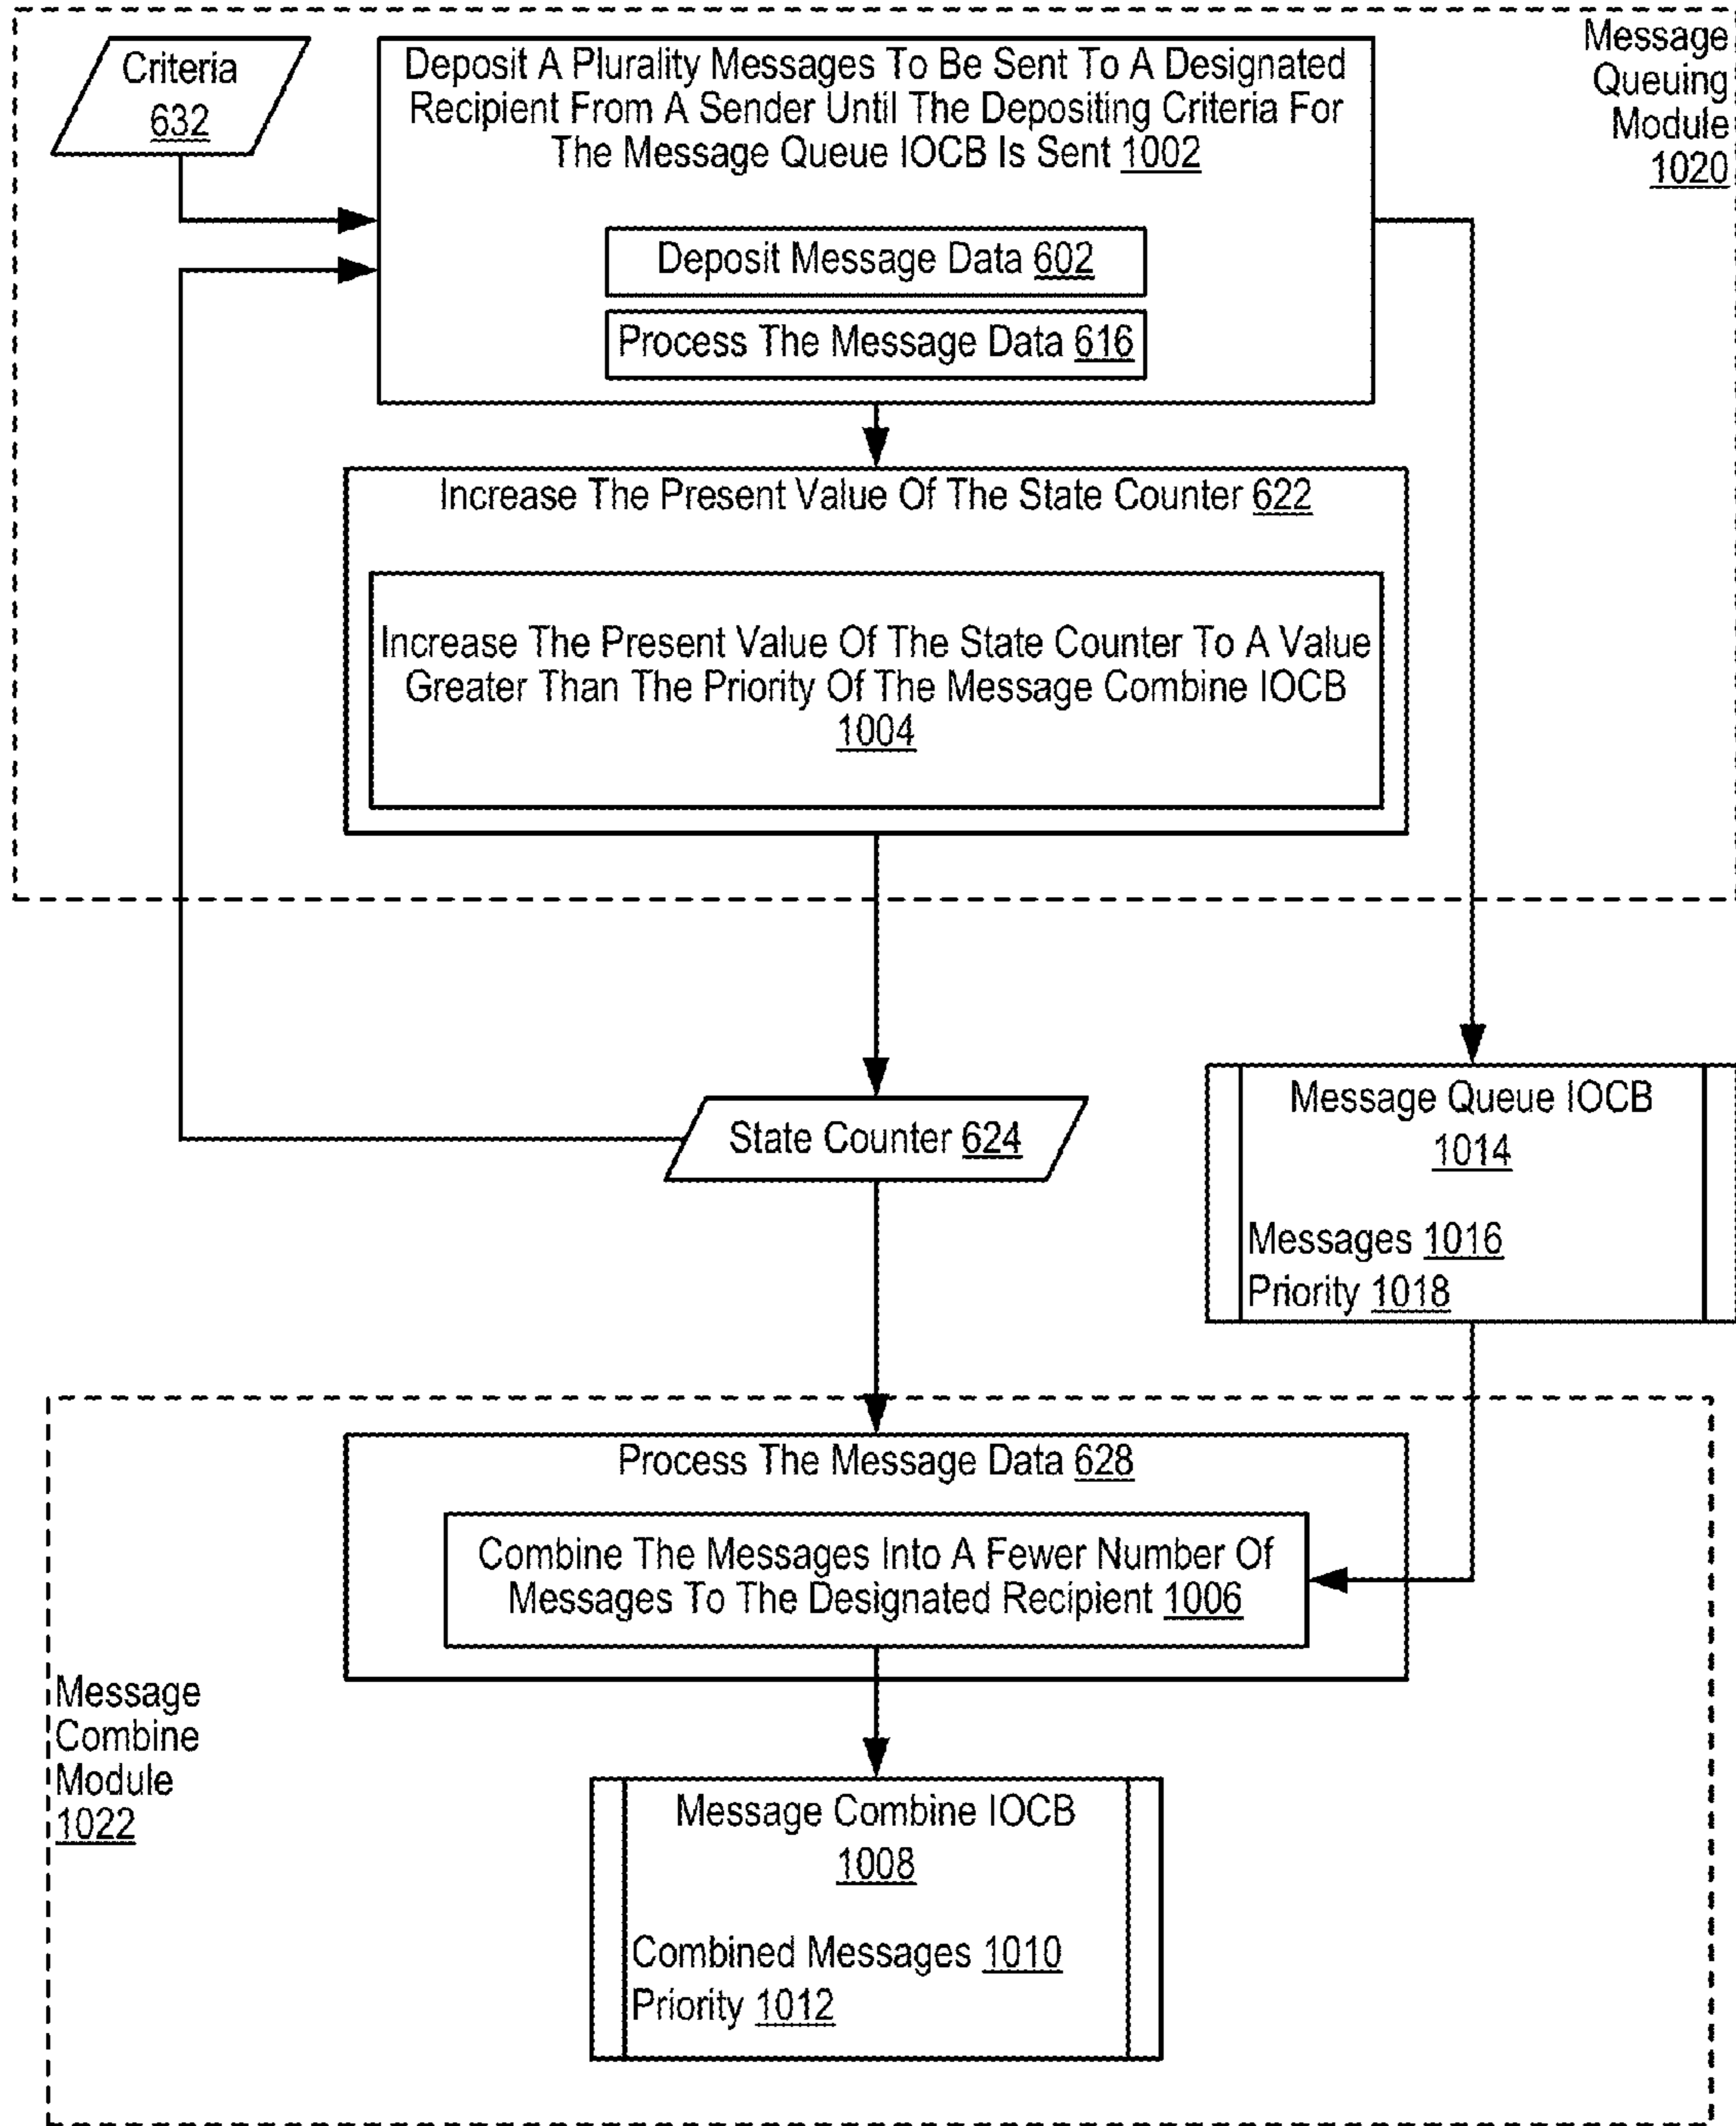 Message
Queuing
Module
1020
Criteria
632
Deposit A Plurality Messages To Be Sent To A Designated
Recipient From A Sender Until The Depositing Criteria For
The Message Queue IOCB Is Sent 1002
Deposit Message Data 602
Process The Message Data 616
Increase The Present Value Of The State Counter 622
Increase The Present Value Of The State Counter To A Value
Greater Than The Priority Of The Message Combine IOCB
1004
State Counter 624
Message Queue IOCB
1014
Messages 1016
Priority 1018
Process The Message Data 628
Combine The Messages Into A Fewer Number Of
Messages To The Designated Recipient 1006
Message
Combine
Module
1022
Message Combine IOCB
1008
Combined Messages 1010
Priority 1012